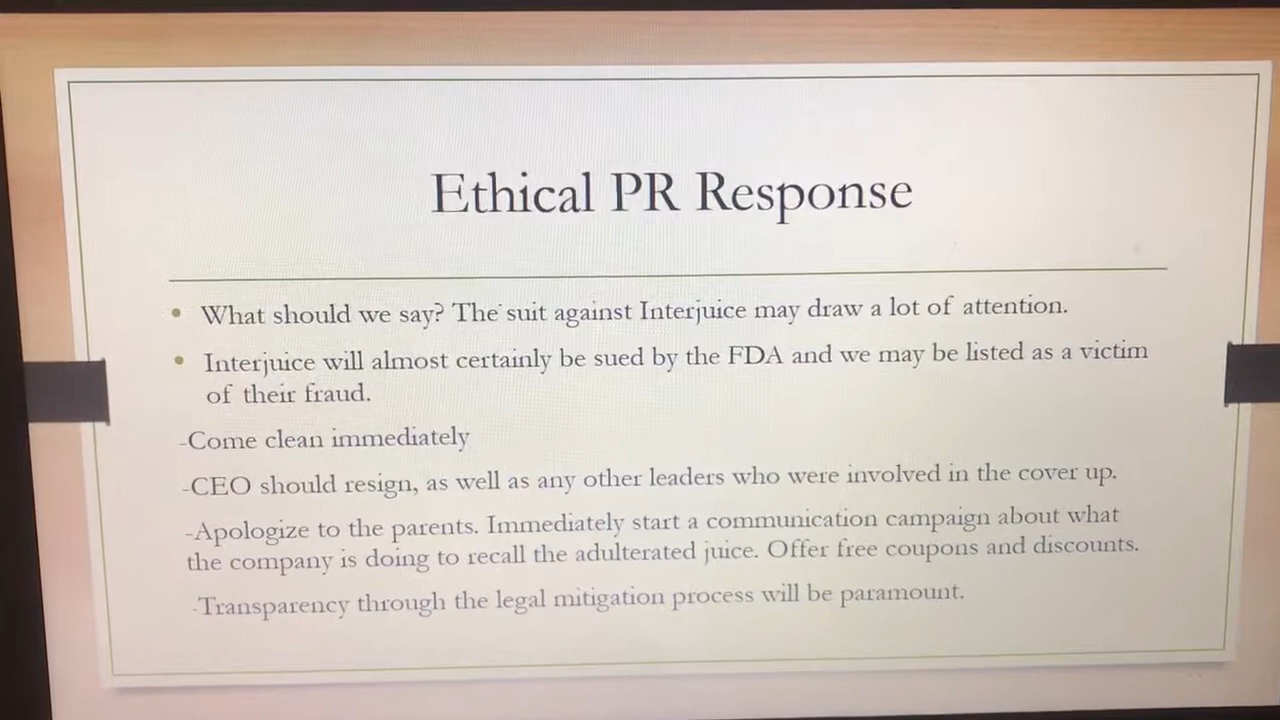 Ethical PR Response
• What should we say? The suit against Interjuice may draw a lot of attention.
• Interjuice will almost certainly be sued by the FDA and we may be listed as a victim
of their fraud.
-Come clean immediately
-CEO should resign, as well as any other leaders who were involved in the cover up.
-Apologize to the parents. Immediately start a communication campaign about what
the company is doing to recall the adulterated juice. Offer free coupons and discounts.
-Transparency through the legal mitigation process will be paramount.